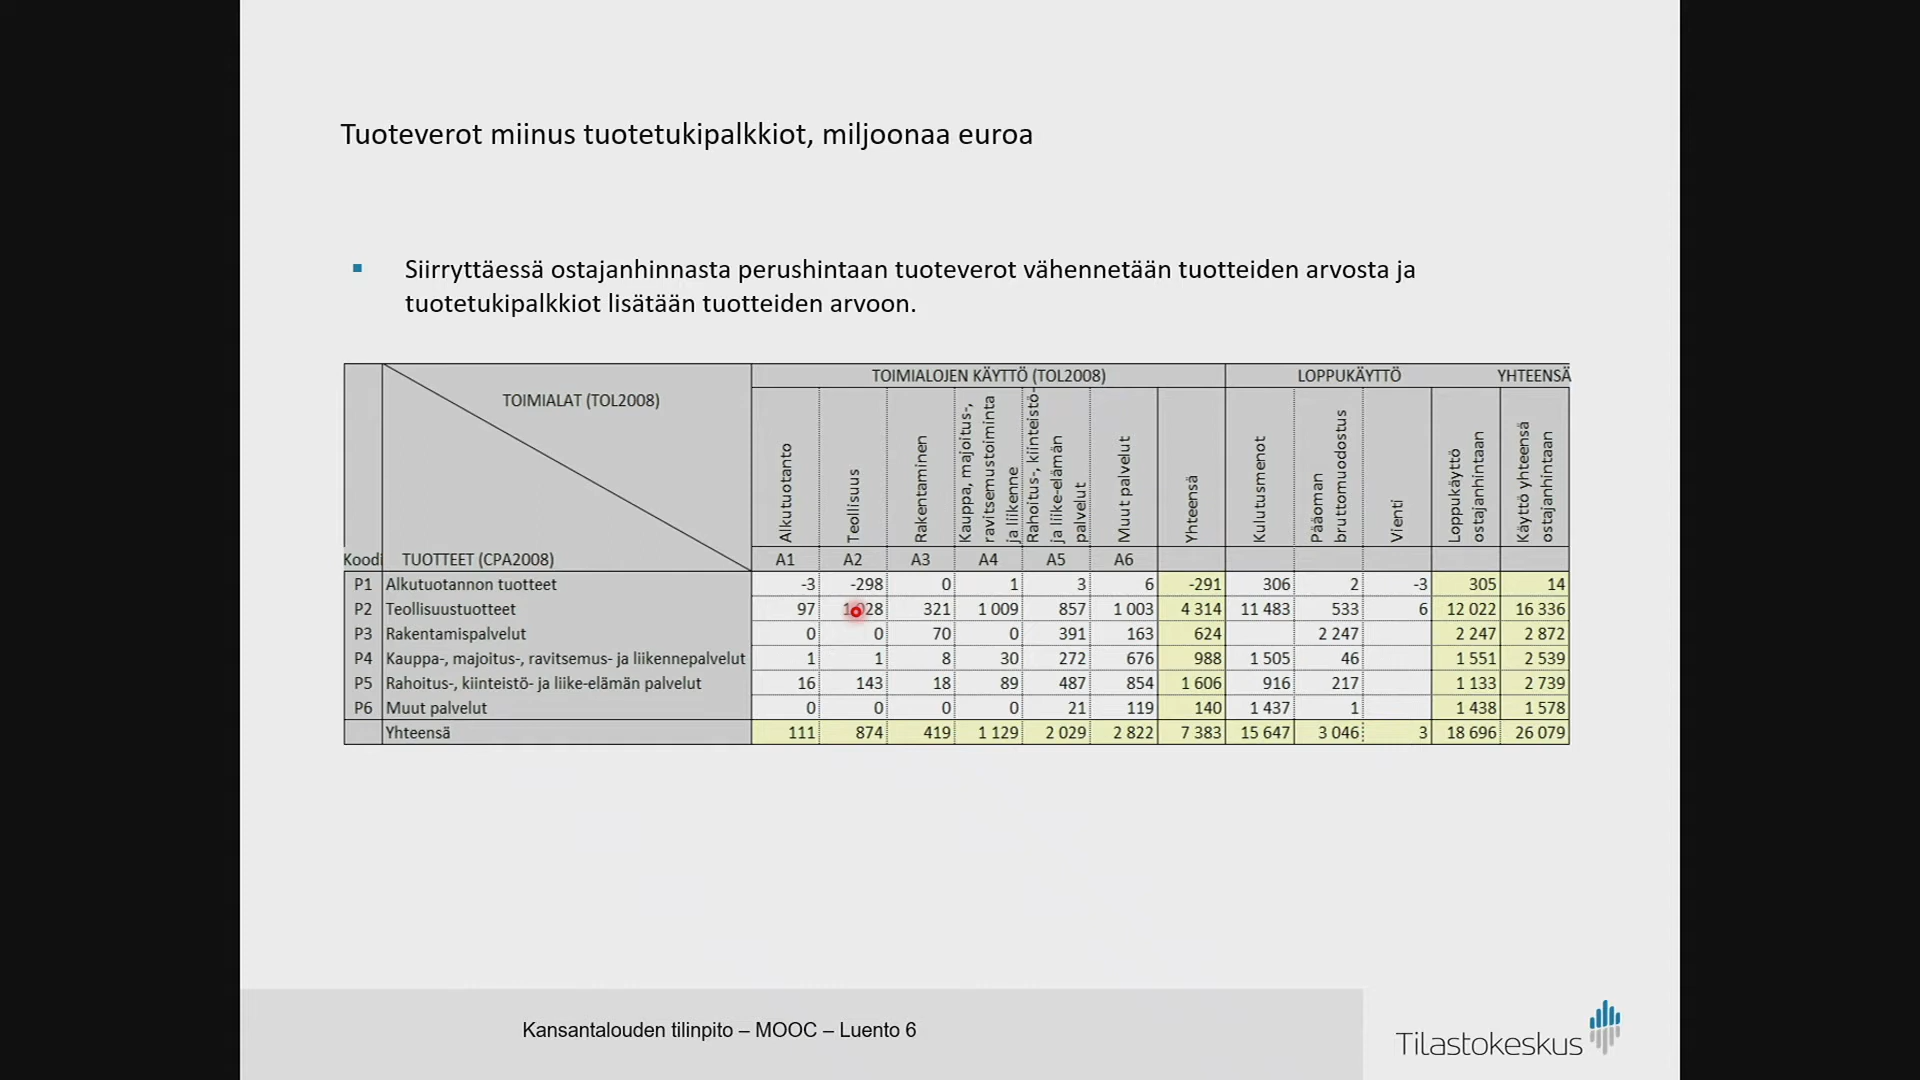 Tuoteverot miinus tuotetukipalkkiot, miljoonaa euroa
Siirryttäessä ostajanhinnasta perushintaan tuoteverot vähennetään tuotteiden arvosta ja
tuotetukipalkkiot lisätään tuotteiden arvoon.
TOIMIALOJEN KÄYTTÖ (TOL2008) LOPPUKÄYTTÖ YHTEENSÄ
TOIMIALAT (TOL2008)
Alkutuotanto
Teollisuus
Rakentaminen
Kauppa, majoitus-,
ravitsemustoiminta
ja liikenne
Rahoitus-, kiinteistö-
ja liike-elämän
palvelut
Muut palvelut
Yhteensä
Kulutusmenot
Pääoman
bruttomuodostus
Vienti
Loppukäyttö
ostajanhintaan
Käyttö yhteensä
ostajanhintaan
Koodi TUOTTEET (CPA2008) A1 A2 A3 A4 A5 A6
P1 Alkutuotannon tuotteet -3 -298 0 1 3 6 -291 306 2 -3 305 14
P2 Teollisuustuotteet 97 1 028 321 1 009 857 1 003 4 314 11 483 533 6 12 022 16 336
P3 Rakentamispalvelut 0 0 70 0 391 163 624 2 247 2 247 2 872
P4 Kauppa-, majoitus-, ravitsemus- ja liikennepalvelut 1 1 8 30 272 676 988 1 505 46 1 551 2 539
P5 Rahoitus-, kiinteistö- ja liike-elämän palvelut 16 143 18 89 487 854 1 606 916 217 1 133 2 739
P6 Muut palvelut 0 0 0 0 21 119 140 1 437 1 1 438 1 578
Yhteensä 111 874 419 1 129 2 029 2 822 7 383 15 647 3 046 3 18 696 26 079
Kansantalouden tilinpito – MOOC – Luento 6
Tilastokeskus